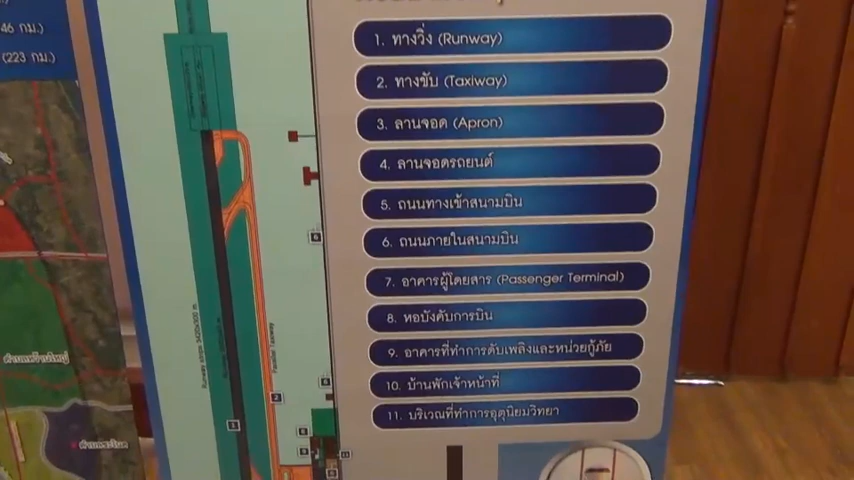 46 กม.)
(223 กม.)
1. ทางวิ่ง (Runway)
2. ทางขับ (Taxiway)
3. ลานจอด (Apron)
4. ลานจอดรถยนต์
5. ถนนทางเข้าสนามบิน
6. ถนนภายในสนามบิน
7. อาคารผู้โดยสาร (Passenger Terminal)
8. หอบังคับการบิน
9. อาคารที่ทำการดับเพลิงและหน่วยกู้ภัย
10. บ้านพักเจ้าหน้าที่
11. บริเวณที่ทำการอุตุนิยมวิทยา
Parallel Taxiway
6
1